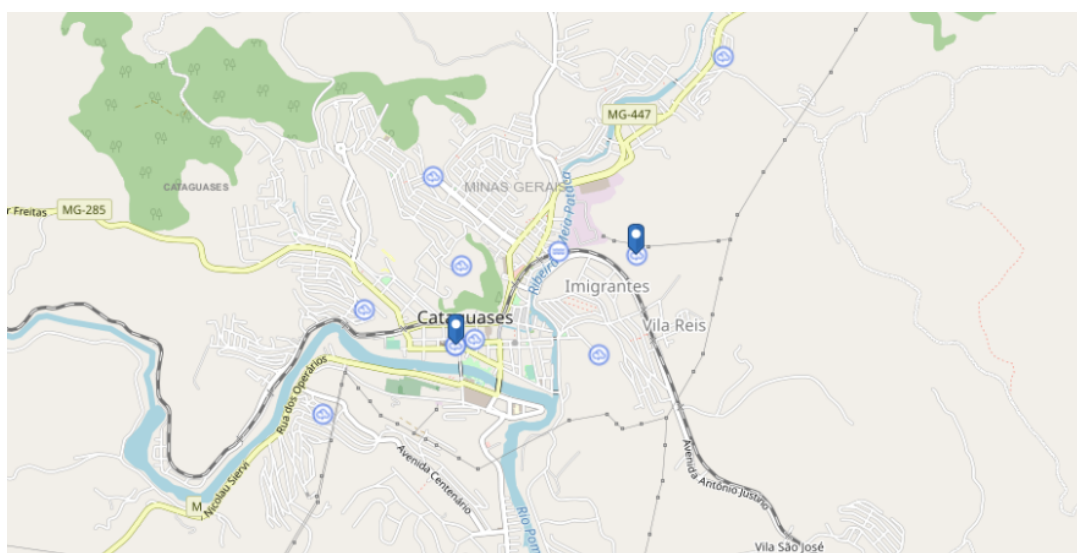 MG-447
CATAGUASES
MINAS GERAIS
Freitas
MG-285
Ribeirão Meia Pataca
Imigrantes
Cataguases
Vila Reis
Rua dos Operários
Avenida Centenário
Avenida Antônio Justino
Nicolau Siervi
M
Rio Pom
Vila São José